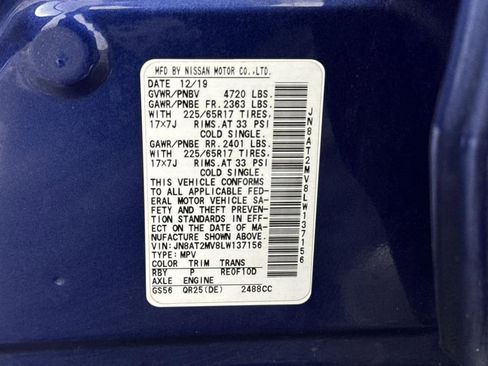 MFD BY NISSAN MOTOR CO.,LTD.
DATE 12/19
GVWR/PNBV 4720 LBS.
GAWR/PNBE FR.2363 LBS.
WITH 225/65R17 TIRES,
17×7J RIMS.AT 33 PSI
COLD SINGLE.
GAWR/PNBE RR.2401 LBS.
WITH 225/65R17 TIRES,
17×7J RIMS.AT 33 PSI
COLD SINGLE.
THIS VEHICLE CONFORMS
TO ALL APPLICABLE FED-
ERAL MOTOR VEHICLE SA-
FETY AND THEFT PREVEN-
TION STANDARDS IN EFF-
ECT ON THE DATE OF MA-
NUFACTURE SHOWN ABOVE.
VIN:JN8AT2MV8LW137156
TYPE:MPV
COLOR TRIM TRANS
RBY P RE0F10D
AXLE ENGINE
GS56 QR25(DE) 2488CC
JN8AT2MV8LW137156